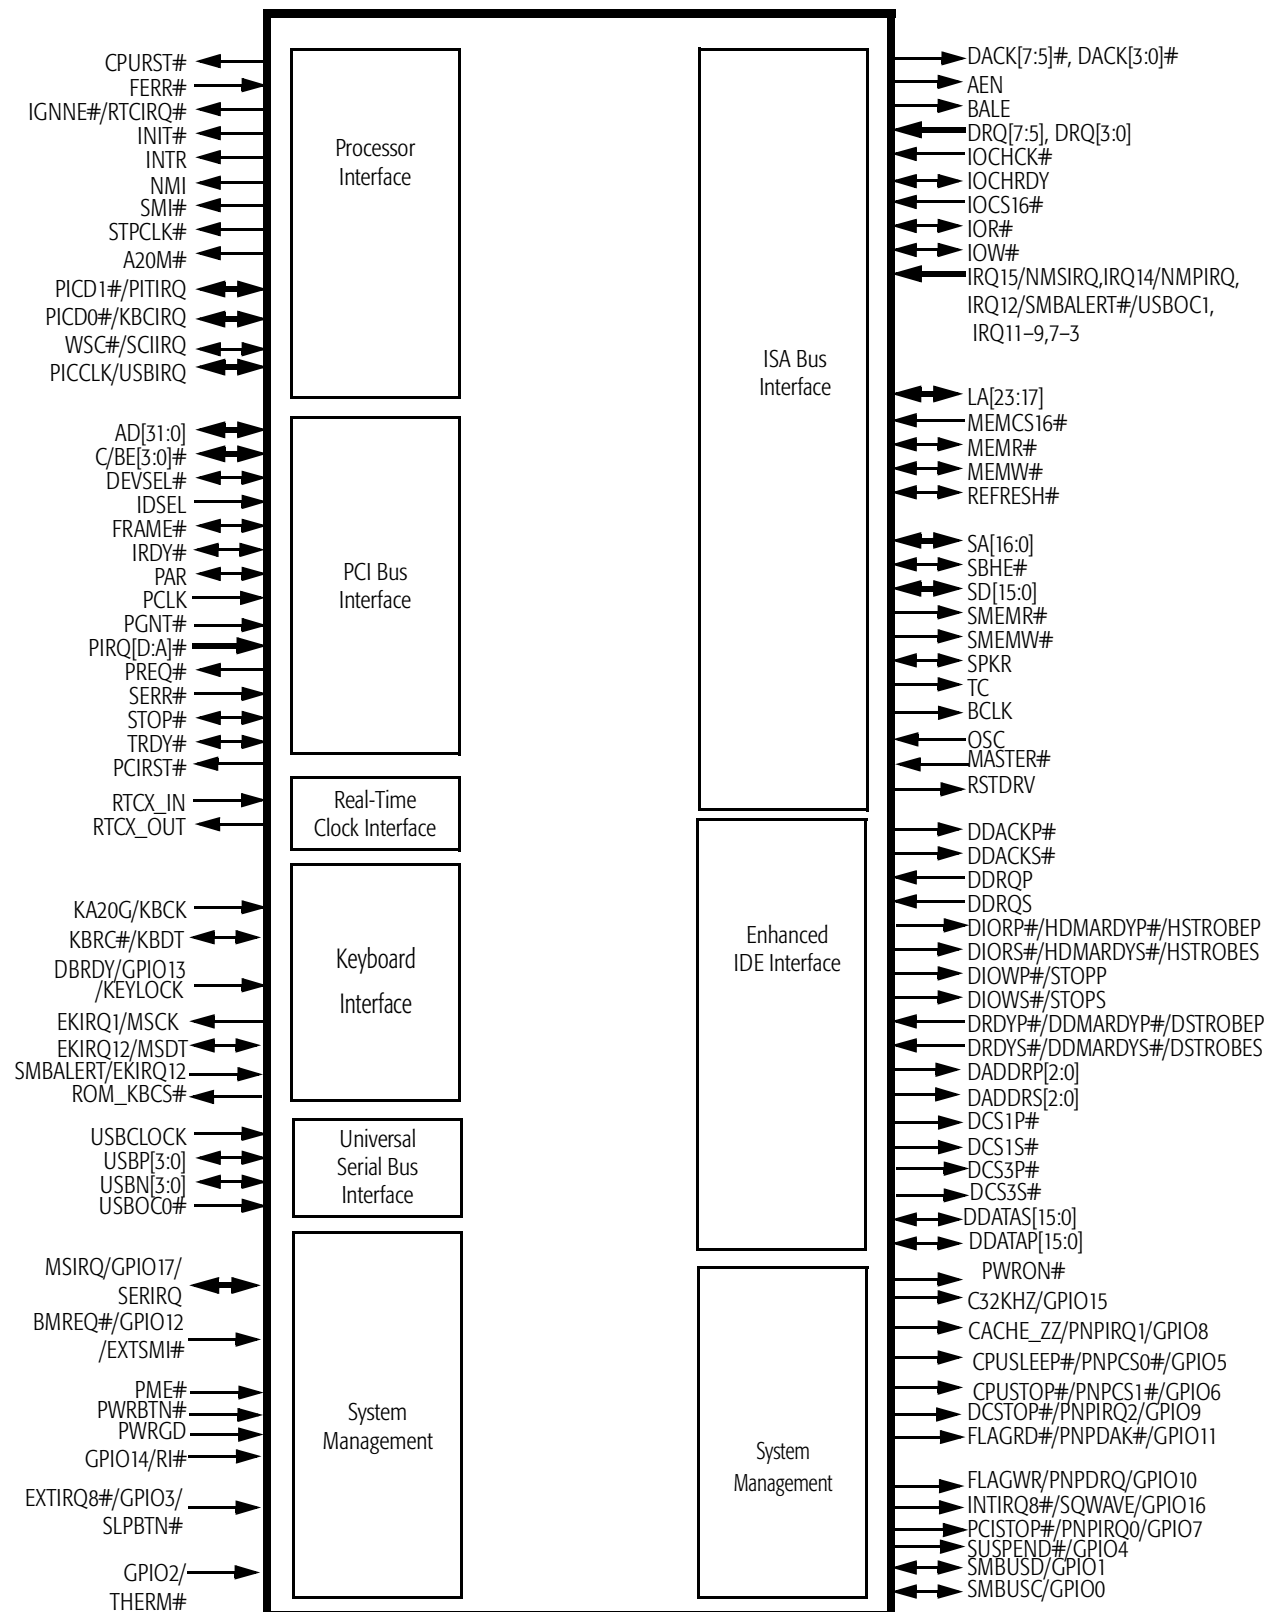 CPURST#
FERR#
IGNNE#/RTCIRQ#
INIT#
INTR
NMI
SMI#
STPCLK#
A20M#
PICD1#/PITIRQ
PICD0#/KBCIRQ
WSC#/SCIIRQ
PICCLK/USBIRQ
Processor
Interface
AD[31:0]
C/BE[3:0]#
DEVSEL#
IDSEL
FRAME#
IRDY#
PAR
PCLK
PGNT#
PIRQ[D:A]#
PREQ#
SERR#
STOP#
TRDY#
PCIRST#
PCI Bus
Interface
RTCX_IN
RTCX_OUT
Real-Time
Clock Interface
KA20G/KBCK
KBRC#/KBDT
DBRDY/GPIO13
/KEYLOCK
EKIRQ1/MSCK
EKIRQ12/MSDT
SMBALERT/EKIRQ12
ROM_KBCS#
Keyboard
Interface
USBCLOCK
USBP[3:0]
USBN[3:0]
USBOC0#
Universal
Serial Bus
Interface
MSIRQ/GPIO17/
SERIRQ
BMREQ#/GPIO12
/EXTSMI#
PME#
PWRBTN#
PWRGD
GPIO14/RI#
EXTIRQ8#/GPIO3/
SLPBTN#
GPIO2/
THERM#
System
Management
ISA Bus
Interface
DACK[7:5]#, DACK[3:0]#
AEN
BALE
DRQ[7:5], DRQ[3:0]
IOCHCK#
IOCHRDY
IOCS16#
IOR#
IOW#
IRQ15/NMSIRQ,IRQ14/NMPIRQ,
IRQ12/SMBALERT#/USBOC1,
IRQ11–9,7–3
LA[23:17]
MEMCS16#
MEMR#
MEMW#
REFRESH#
SA[16:0]
SBHE#
SD[15:0]
SMEMR#
SMEMW#
SPKR
TC
BCLK
OSC
MASTER#
RSTDRV
Enhanced
IDE Interface
DDACKP#
DDACKS#
DDRQP
DDRQS
DIORP#/HDMARDYP#/HSTROBEP
DIORS#/HDMARDYS#/HSTROBES
DIOWP#/STOPP
DIOWS#/STOPS
DRDYP#/DDMARDYP#/DSTROBEP
DRDYS#/DDMARDYS#/DSTROBES
DADDRP[2:0]
DADDRS[2:0]
DCS1P#
DCS1S#
DCS3P#
DCS3S#
DDATAS[15:0]
DDATAP[15:0]
System
Management
PWRON#
C32KHZ/GPIO15
CACHE_ZZ/PNPIRQ1/GPIO8
CPUSLEEP#/PNPCS0#/GPIO5
CPUSTOP#/PNPCS1#/GPIO6
DCSTOP#/PNPIRQ2/GPIO9
FLAGRD#/PNPDAK#/GPIO11
FLAGWR/PNPDRQ/GPIO10
INTIRQ8#/SQWAVE/GPIO16
PCISTOP#/PNPIRQ0/GPIO7
SUSPEND#/GPIO4
SMBUSD/GPIO1
SMBUSC/GPIO0